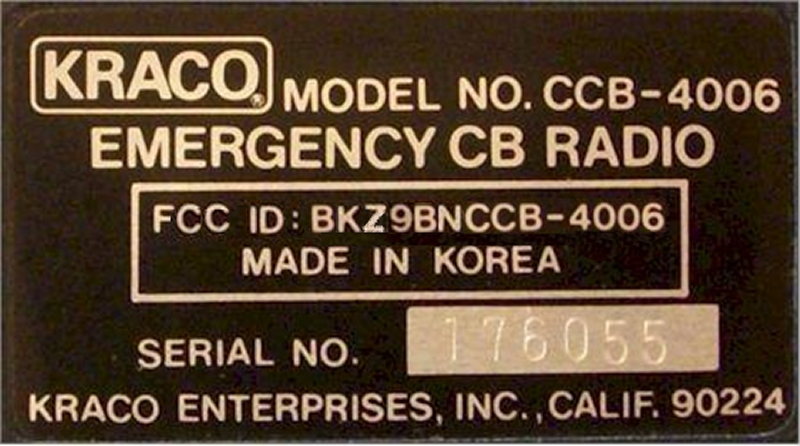 KRACO® MODEL NO. CCB-4006
EMERGENCY CB RADIO
FCC ID: BKZ9BNCCB-4006
MADE IN KOREA
SERIAL NO. 176055
KRACO ENTERPRISES, INC., CALIF. 90224